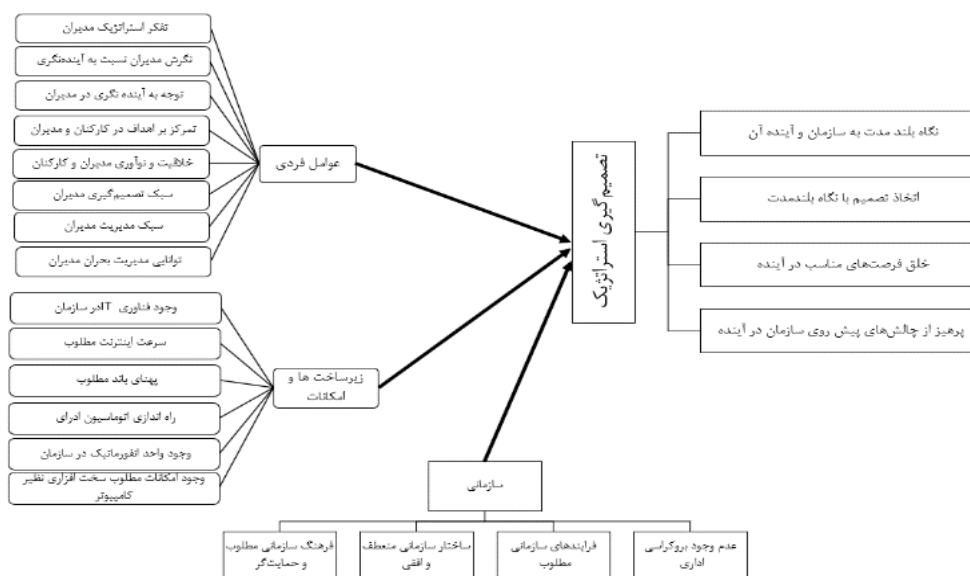 تفکر استراتژیک مدیران
نگرش مدیران نسبت به آینده‌نگری
توجه به آینده نگری در مدیران
تمرکز بر اهداف در کارکنان و مدیران
خلاقیت و نوآوری مدیران و کارکنان
سبک تصمیم‌گیری مدیران
سبک مدیریت مدیران
توانایی مدیریت بحران مدیران
عوامل فردی
وجود فناوری ITدر سازمان
سرعت اینترنت مطلوب
پهنای باند مطلوب
راه اندازی اتوماسیون ادرای
وجود واحد انفورماتیک در سازمان
وجود امکانات مطلوب سخت افزاری نظیر
کامپیوتر
زیرساخت ها و
امکانات
تصمیم‌گیری استراتژیک
نگاه بلند مدت به سازمان و آینده آن
اتخاذ تصمیم با نگاه بلندمدت
خلق فرصت‌های مناسب در آینده
پرهیز از چالش‌های پیش روی سازمان در آینده
سازمانی
عدم وجود بروکراسی
اداری
فرایندهای سازمانی
مطلوب
ساختار سازمانی منعطف
و افقی
فرهنگ سازمانی مطلوب
و حمایت‌گر